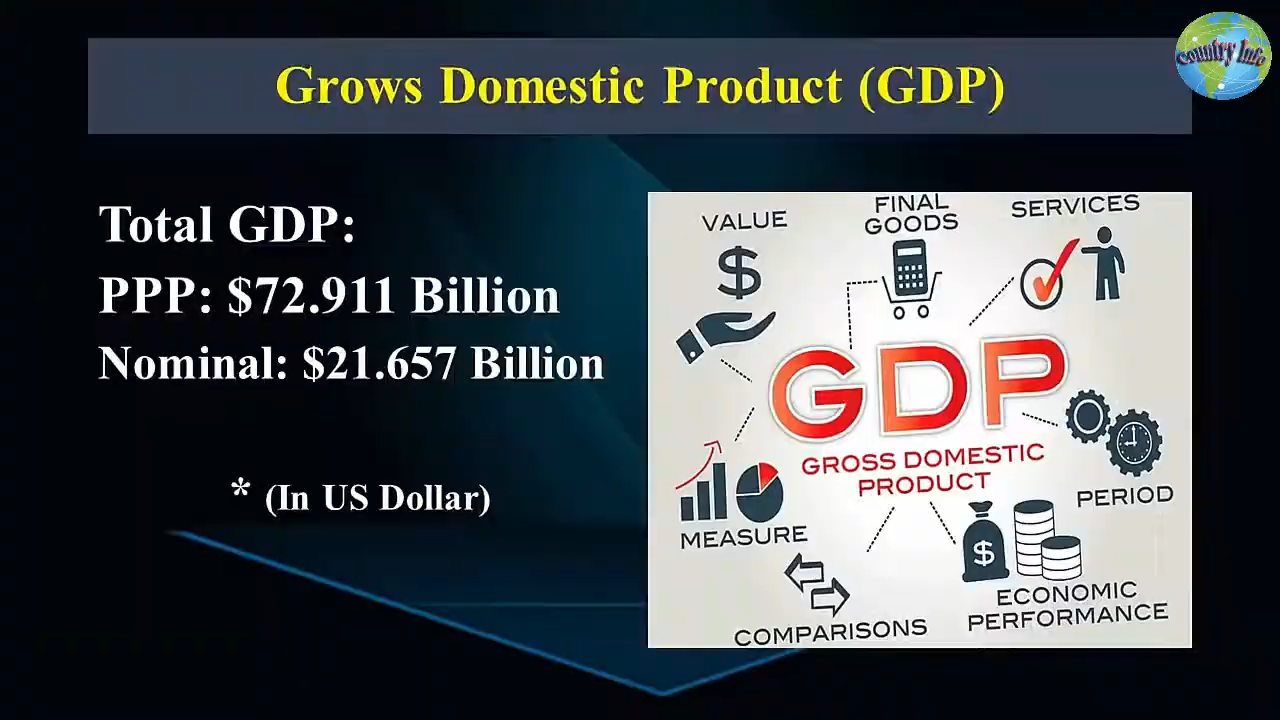 Country Info
Grows Domestic Product (GDP)
Total GDP:
PPP: $72.911 Billion
Nominal: $21.657 Billion
* (In US Dollar)
VALUE
$
FINAL
GOODS
SERVICES
GDP
GROSS DOMESTIC
PRODUCT
PERIOD
MEASURE
$
ECONOMIC
PERFORMANCE
COMPARISONS